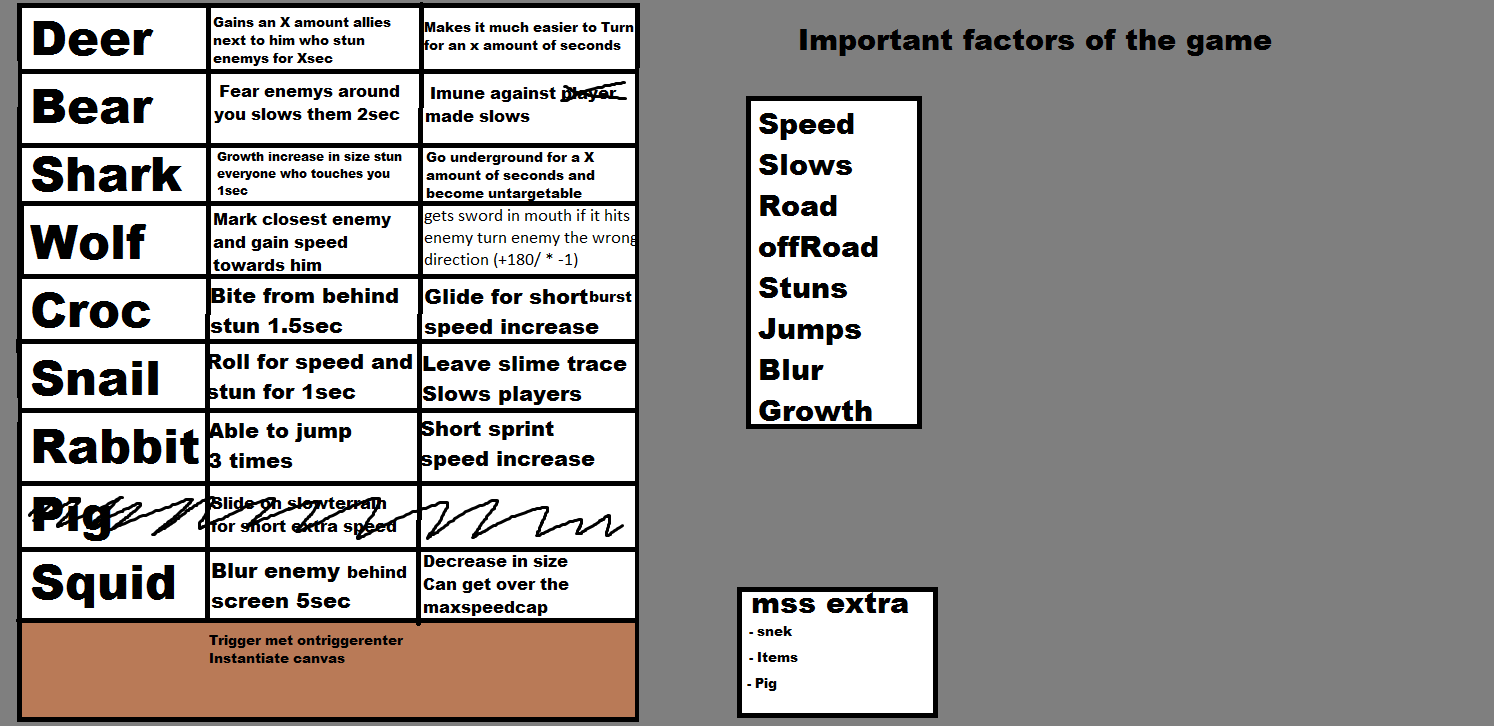 Deer
Gains an X amount allies
next to him who stun
enemys for Xsec
Makes it much easier to Turn
for an x amount of seconds
Bear
Fear enemys around
you slows them 2sec
Imune against player
made slows
Shark
Growth increase in size stun
everyone who touches you
1sec
Go underground for a X
amount of seconds and
become untargetable
Wolf
Mark closest enemy
and gain speed
towards him
gets sword in mouth if it hits
enemy turn enemy the wrong
direction (+180/ * -1)
Croc
Bite from behind
stun 1.5sec
Glide for short burst
speed increase
Snail
Roll for speed and
stun for 1sec
Leave slime trace
Slows players
Rabbit
Able to jump
3 times
Short sprint
speed increase
Pig
Slide on slowterrain
for short extra speed
Squid
Blur enemy behind
screen 5sec
Decrease in size
Can get over the
maxspeedcap
Trigger met ontriggerenter
Instantiate canvas
Important factors of the game
Speed
Slows
Road
offRoad
Stuns
Jumps
Blur
Growth
mss extra
- snek
- Items
- Pig